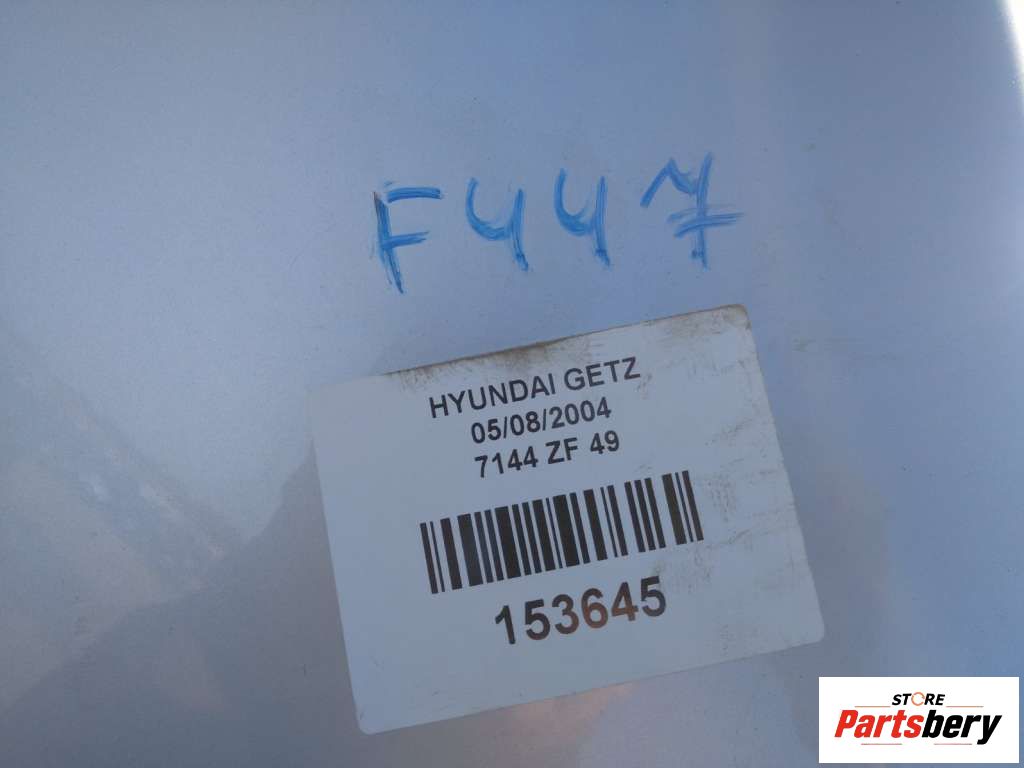 F447
HYUNDAI GETZ
05/08/2004
7144 ZF 49
153645
STORE
Partsbery